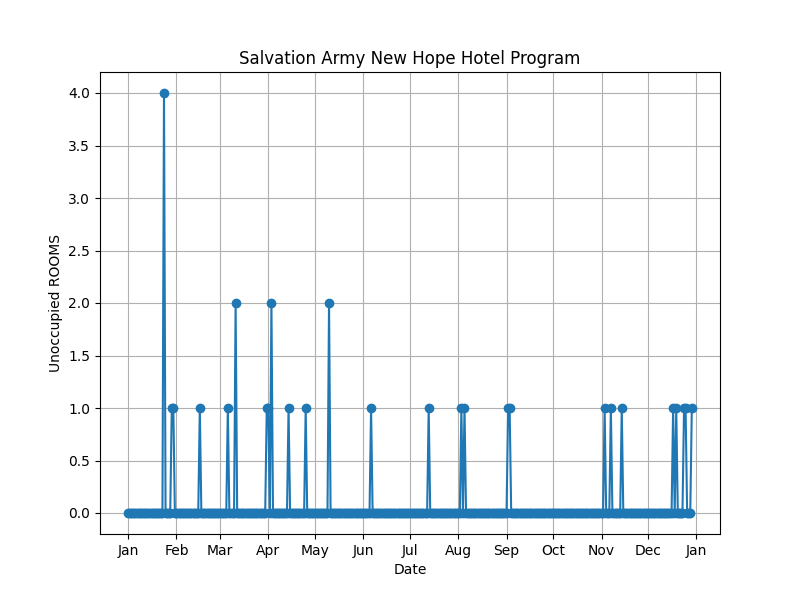 Salvation Army New Hope Hotel Program
Unoccupied ROOMS
4.0
3.5
3.0
2.5
2.0
1.5
1.0
0.5
0.0
Jan Feb Mar Apr May Jun Jul Aug Sep Oct Nov Dec Jan
Date